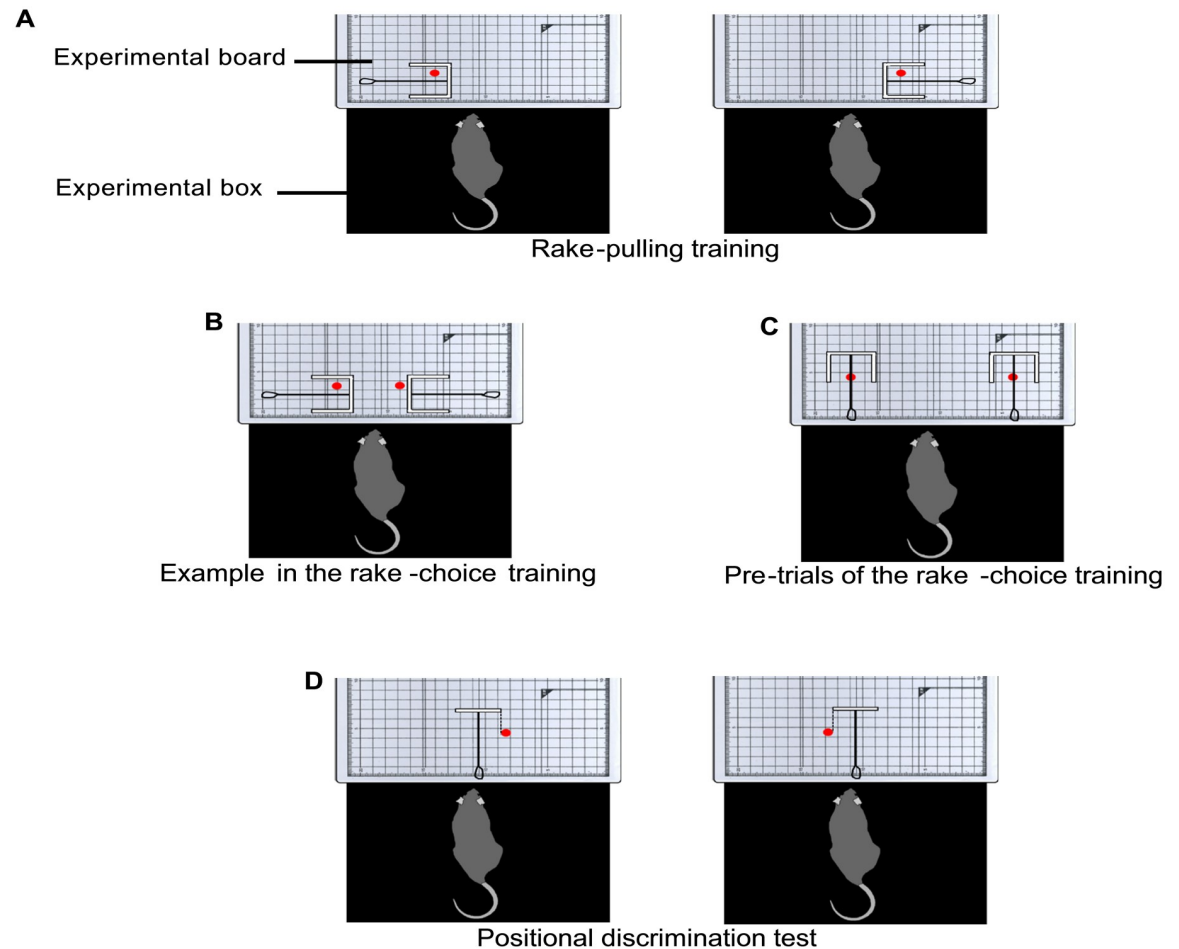 A
Experimental board
Experimental box
Rake-pulling training
B
C
Example in the rake -choice training
Pre-trials of the rake -choice training
D
Positional discrimination test